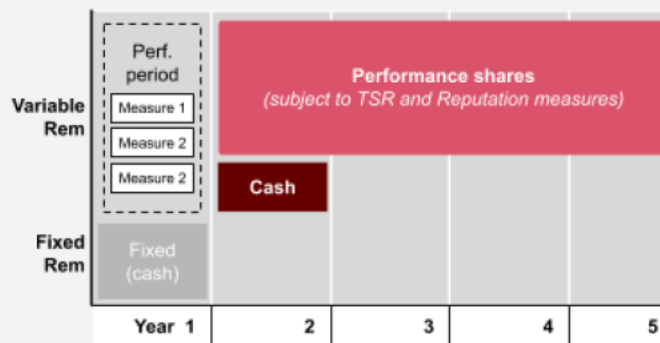 Variable
Rem
Perf.
period
Measure 1
Measure 2
Measure 2
Performance shares
(subject to TSR and Reputation measures)
Cash
Fixed
Rem
Fixed
(cash)
Year 1 2 3 4 5